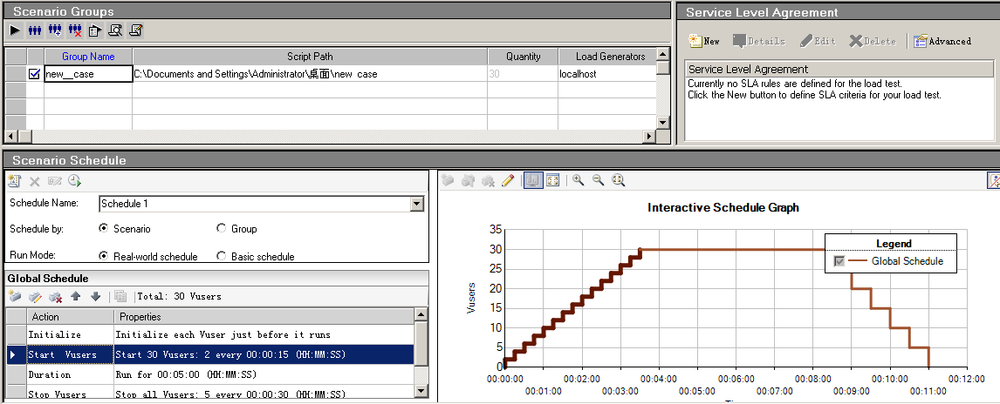 Scenario Groups
Group Name Script Path Quantity Load Generators
new__case C:\Documents and Settings\Administrator\桌面\new case 30 localhost
Service Level Agreement
New Details Edit Delete Advanced
Service Level Agreement
Currently no SLA rules are defined for the load test.
Click the New button to define SLA criteria for your load test.
Scenario Schedule
Schedule Name: Schedule 1
Schedule by: Scenario Group
Run Mode: Real-world schedule Basic schedule
Global Schedule
Total: 30 Vusers
Action Properties
Initialize Initialize each Vuser just before it runs
Start Vusers Start 30 Vusers: 2 every 00:00:15 (HH:MM:SS)
Duration Run for 00:05:00 (HH:MM:SS)
Stop Vusers Stop all Vusers: 5 every 00:00:30 (HH:MM:SS)
Interactive Schedule Graph
Legend
Global Schedule
Vusers
35
30
25
20
15
10
5
0
00:00:00 00:02:00 00:04:00 00:06:00 00:08:00 00:10:00 00:12:00
00:01:00 00:03:00 00:05:00 00:07:00 00:09:00 00:11:00